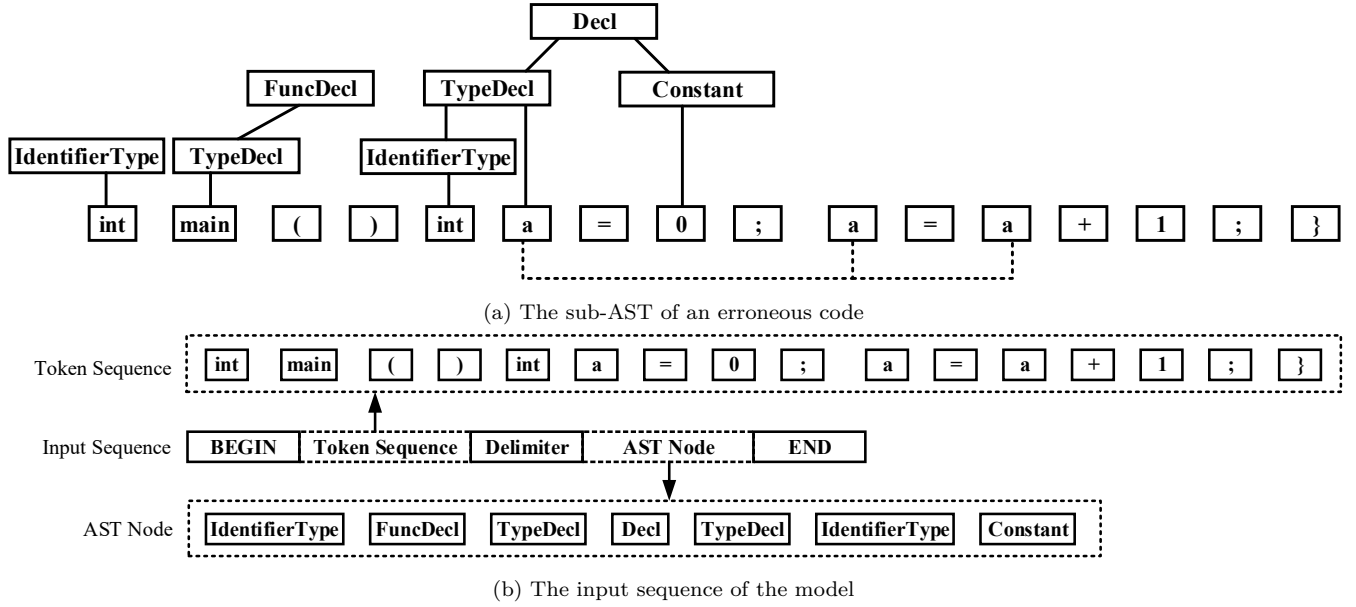 Decl
FuncDecl TypeDecl Constant
IdentifierType TypeDecl IdentifierType
int main ( ) int a = 0 ; a = a + 1 ; }
(a) The sub-AST of an erroneous code
Token Sequence int main ( ) int a = 0 ; a = a + 1 ; }
Input Sequence BEGIN Token Sequence Delimiter AST Node END
AST Node IdentifierType FuncDecl TypeDecl Decl TypeDecl IdentifierType Constant
(b) The input sequence of the model